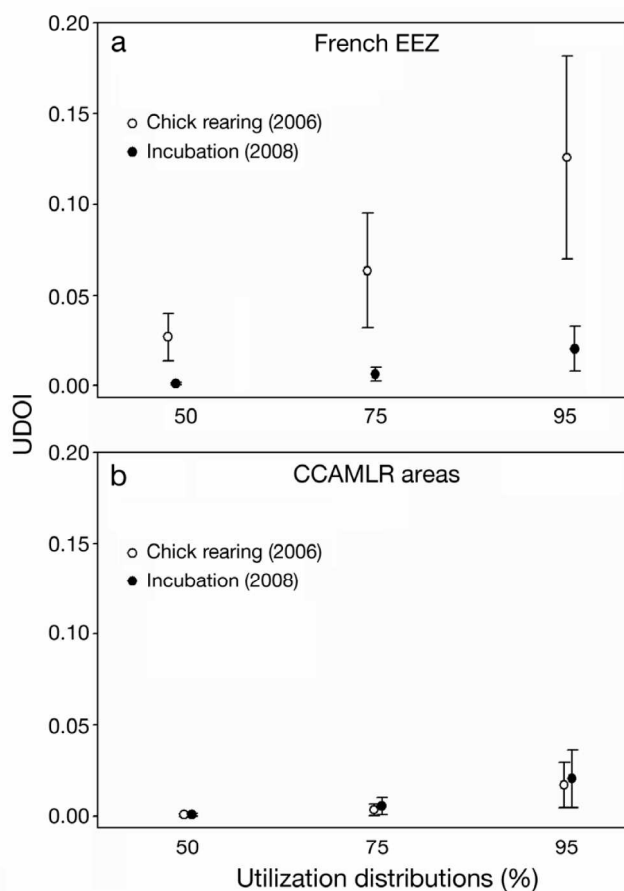 0.20
a
French EEZ
0.15
Chick rearing (2006)
Incubation (2008)
0.10
0.05
0.00
50
75
95
UDOI
0.20
b
CCAMLR areas
0.15
Chick rearing (2006)
Incubation (2008)
0.10
0.05
0.00
50
75
95
Utilization distributions (%)